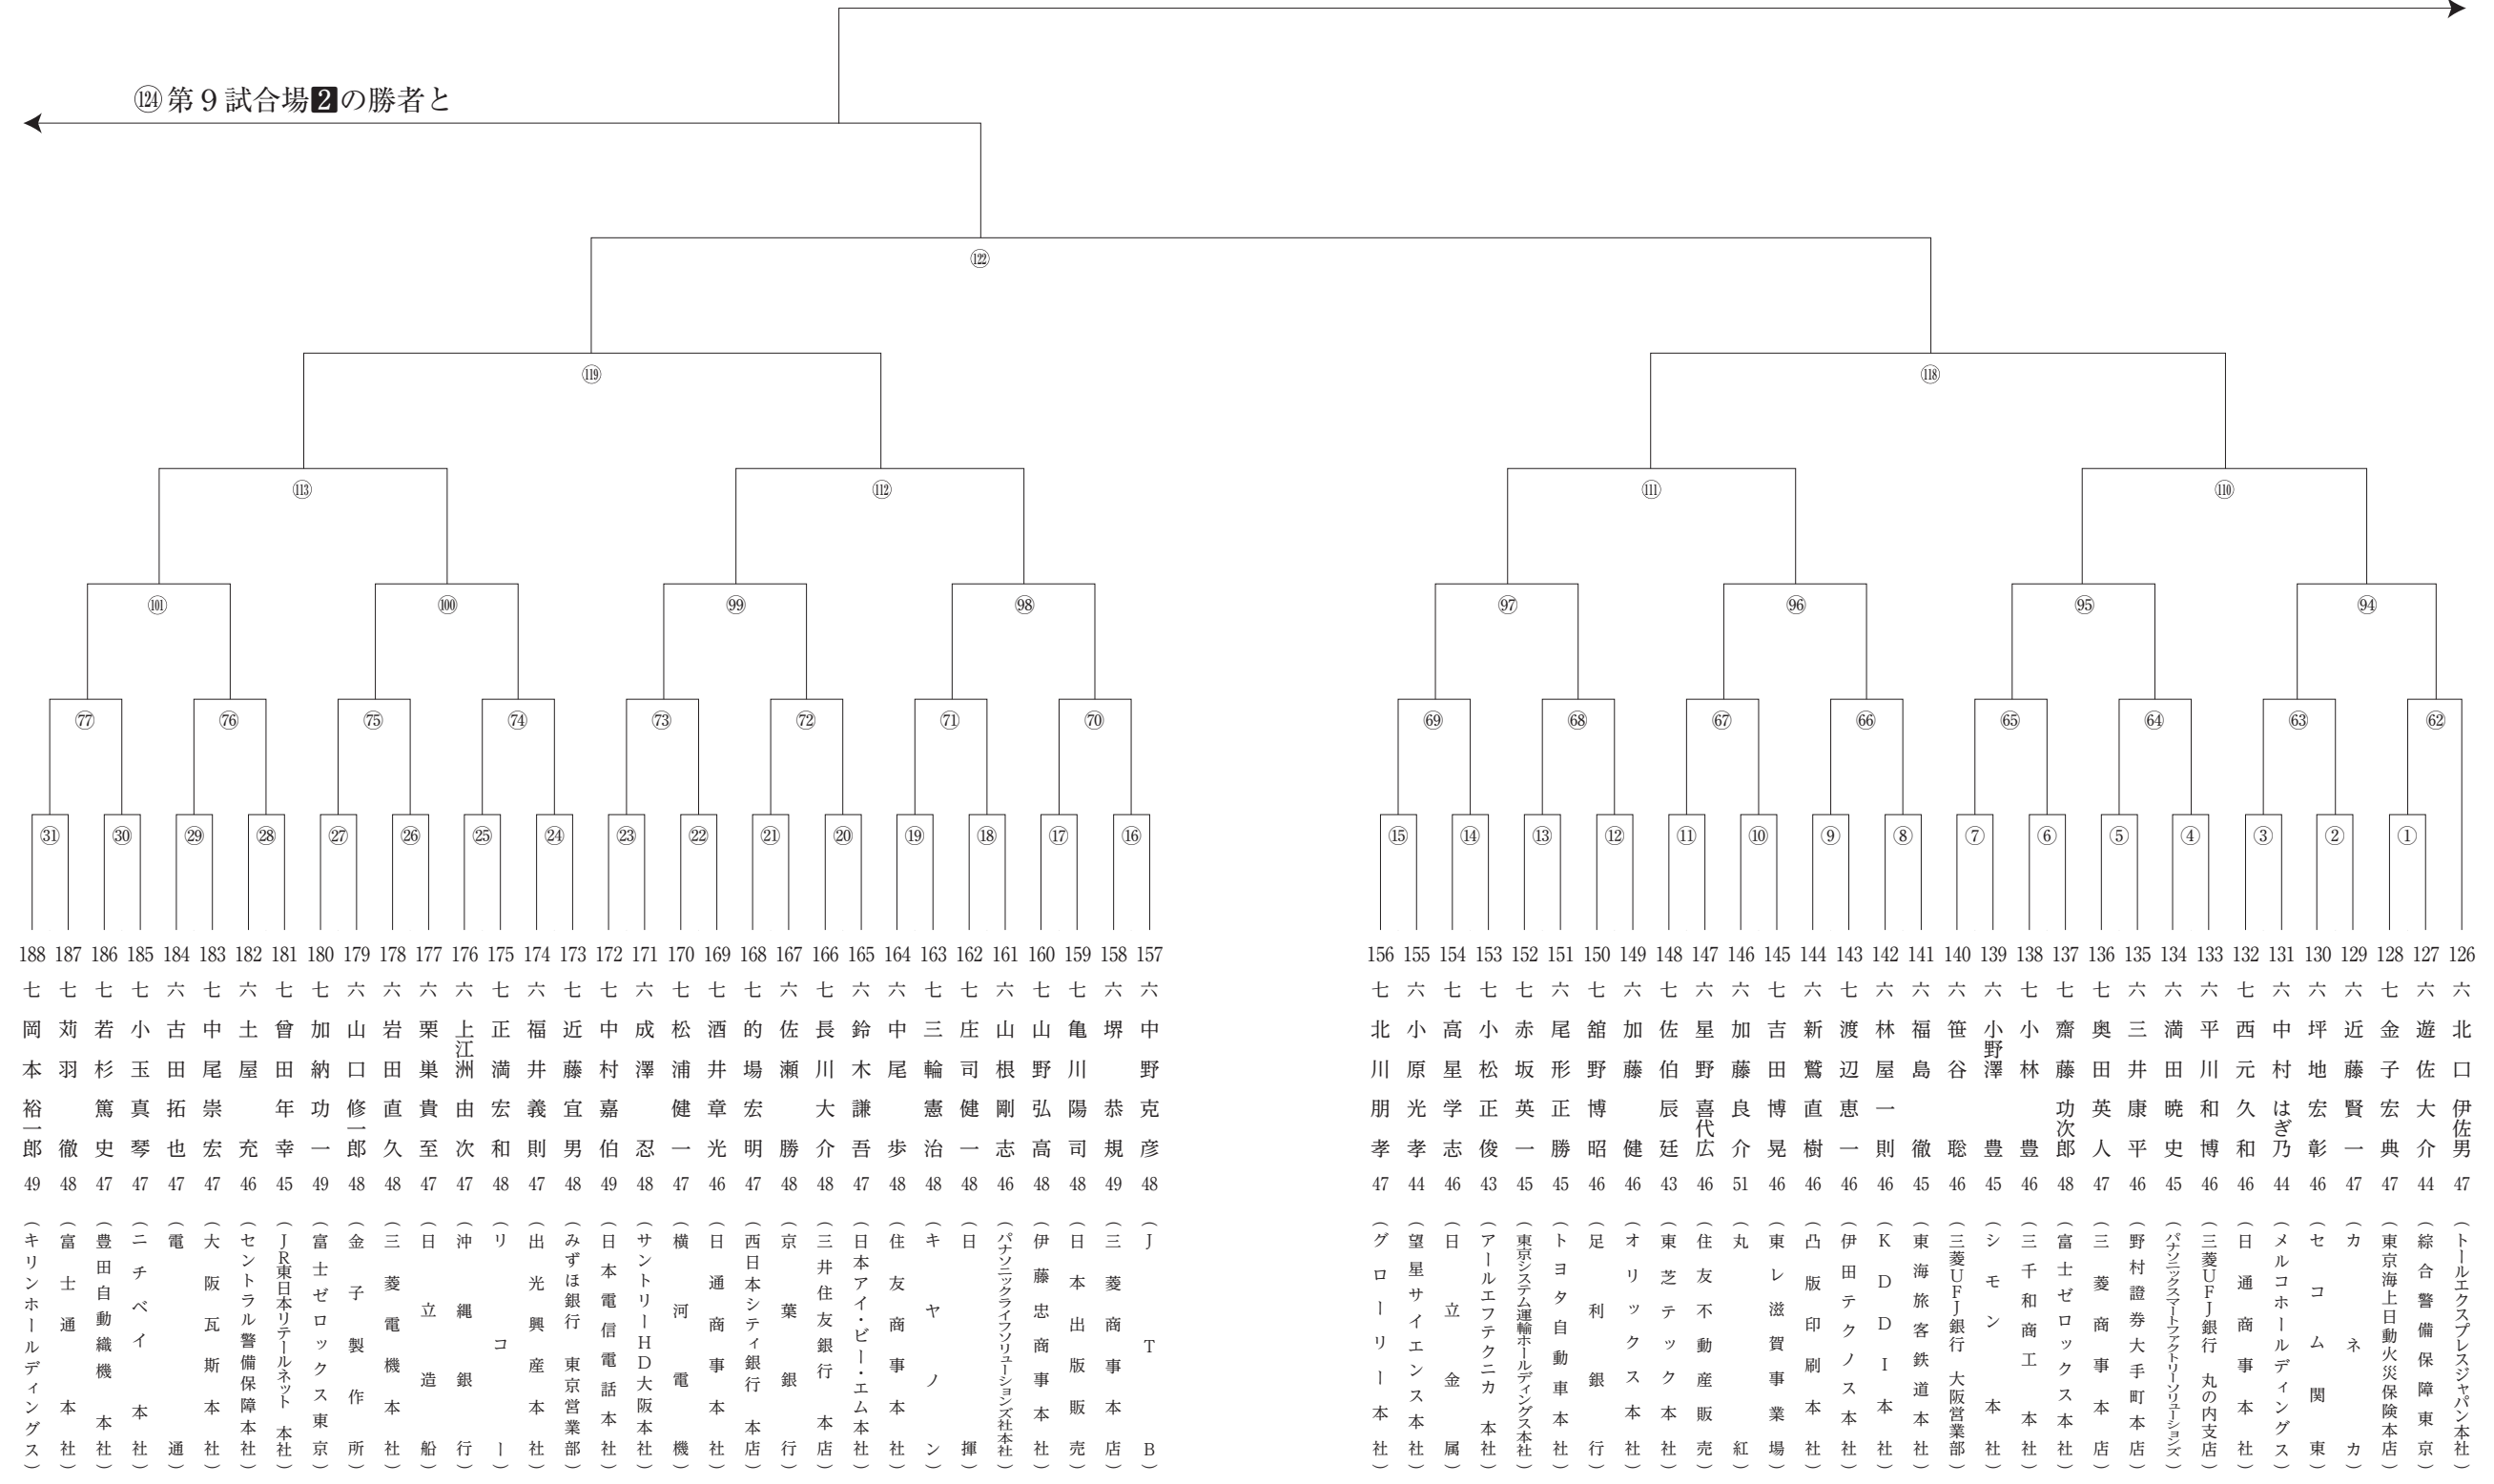 ⑫⑭第９試合場2の勝者と
122
119 118
113 112 111 110
101 100 99 98 97 96 95 94
77 76 75 74 73 72 71 70 69 68 67 66 65 64 63 62
㉛ ㉚ ㉙ ㉘ ㉗ ㉖ ㉕ ㉔ ㉓ ㉒ ㉑ ⑳ ⑲ ⑱ ⑰ ⑯ ⑮ ⑭ ⑬ ⑫ ⑪ ⑩ ⑨ ⑧ ⑦ ⑥ ⑤ ④ ③ ② ①
126 六 北口伊佐男 47 （トールエクスプレスジャパン本社）
127 六 遊佐大介 44 （綜合警備保障東京）
128 七 金子宏典 47 （東京海上日動火災保険本店）
129 六 近藤賢一 47 （カネカ）
130 六 坪地宏彰 46 （セコム関東）
131 六 中村はぎ乃 44 （メルコホールディングス）
132 七 西元久和 46 （日通商事本社）
133 六 平川和博 46 （三菱ＵＦＪ銀行 丸の内支店）
134 六 満田暁史 45 （パナソニックスマートファクトリーソリューションズ）
135 六 三井康平 46 （野村證券大手町本店）
136 七 奥田英人 47 （三菱商事本店）
137 七 齋藤功次郎 48 （富士ゼロックス本社）
138 七 小林豊 46 （三千和商工 本社）
139 六 小野澤豊 45 （シモン本社）
140 六 笹谷聡 46 （三菱ＵＦＪ銀行 大阪営業部）
141 六 福島徹 45 （東海旅客鉄道本社）
142 六 林屋一則 46 （ＫＤＤＩ本社）
143 七 渡辺恵一 46 （伊田テクノス本社）
144 六 新鷲直樹 46 （凸版印刷本社）
145 七 吉田博晃 46 （東レ滋賀事業場）
146 六 加藤良介 51 （丸紅）
147 六 星野喜代広 46 （住友不動産販売）
148 七 佐伯辰廷 43 （東芝テック本社）
149 六 加藤健 46 （オリックス本社）
150 七 舘野博昭 46 （足利銀行）
151 六 尾形正勝 45 （トヨタ自動車本社）
152 七 赤坂英一 45 （東京システム運輸ホールディングス本社）
153 七 小松正俊 43 （アールエフテクニカ 本社）
154 七 高星学志 46 （日立金属）
155 六 小原光孝 44 （望星サイエンス本社）
156 七 北川朋孝 47 （グローリー本社）
157 六 中野克彦 48 （ＪＴＢ）
158 六 堺恭規 49 （三菱商事本店）
159 七 亀川陽司 48 （日本出版販売）
160 七 山野弘高 48 （伊藤忠商事本社）
161 六 山根剛志 46 （パナソニックライフソリューションズ社本社）
162 七 庄司健一 48 （日揮）
163 七 三輪憲治 48 （キヤノン）
164 六 中尾歩 48 （住友商事本社）
165 六 鈴木謙吾 47 （日本アイ・ビー・エム本社）
166 七 長川大介 48 （三井住友銀行 本店）
167 六 佐瀬勝 48 （京葉銀行）
168 七 的場宏明 47 （西日本シティ銀行 本店）
169 七 酒井章光 46 （日通商事本社）
170 七 松浦健一 47 （横河電機）
171 六 成澤忍 48 （サントリーＨＤ大阪本社）
172 七 中村嘉伯 49 （日本電信電話本社）
173 七 近藤宜男 48 （みずほ銀行 東京営業部）
174 六 福井義則 47 （出光興産本社）
175 七 正満宏和 48 （リコー）
176 六 上江洲由次 47 （沖縄銀行）
177 六 栗巣貴至 47 （日立造船）
178 六 岩田直久 48 （三菱電機本社）
179 六 山口修一郎 48 （金子製作所）
180 七 加納功一 49 （富士ゼロックス東京）
181 七 曾田年幸 45 （ＪＲ東日本リテールネット 本社）
182 六 土屋充 46 （セントラル警備保障本社）
183 七 中尾崇宏 47 （大阪瓦斯本社）
184 六 古田拓也 47 （電通）
185 七 小玉真琴 47 （ニチベイ本社）
186 七 若杉篤史 47 （豊田自動織機 本社）
187 七 苅羽徹 48 （富士通本社）
188 七 岡本裕一郎 49 （キリンホールディングス）